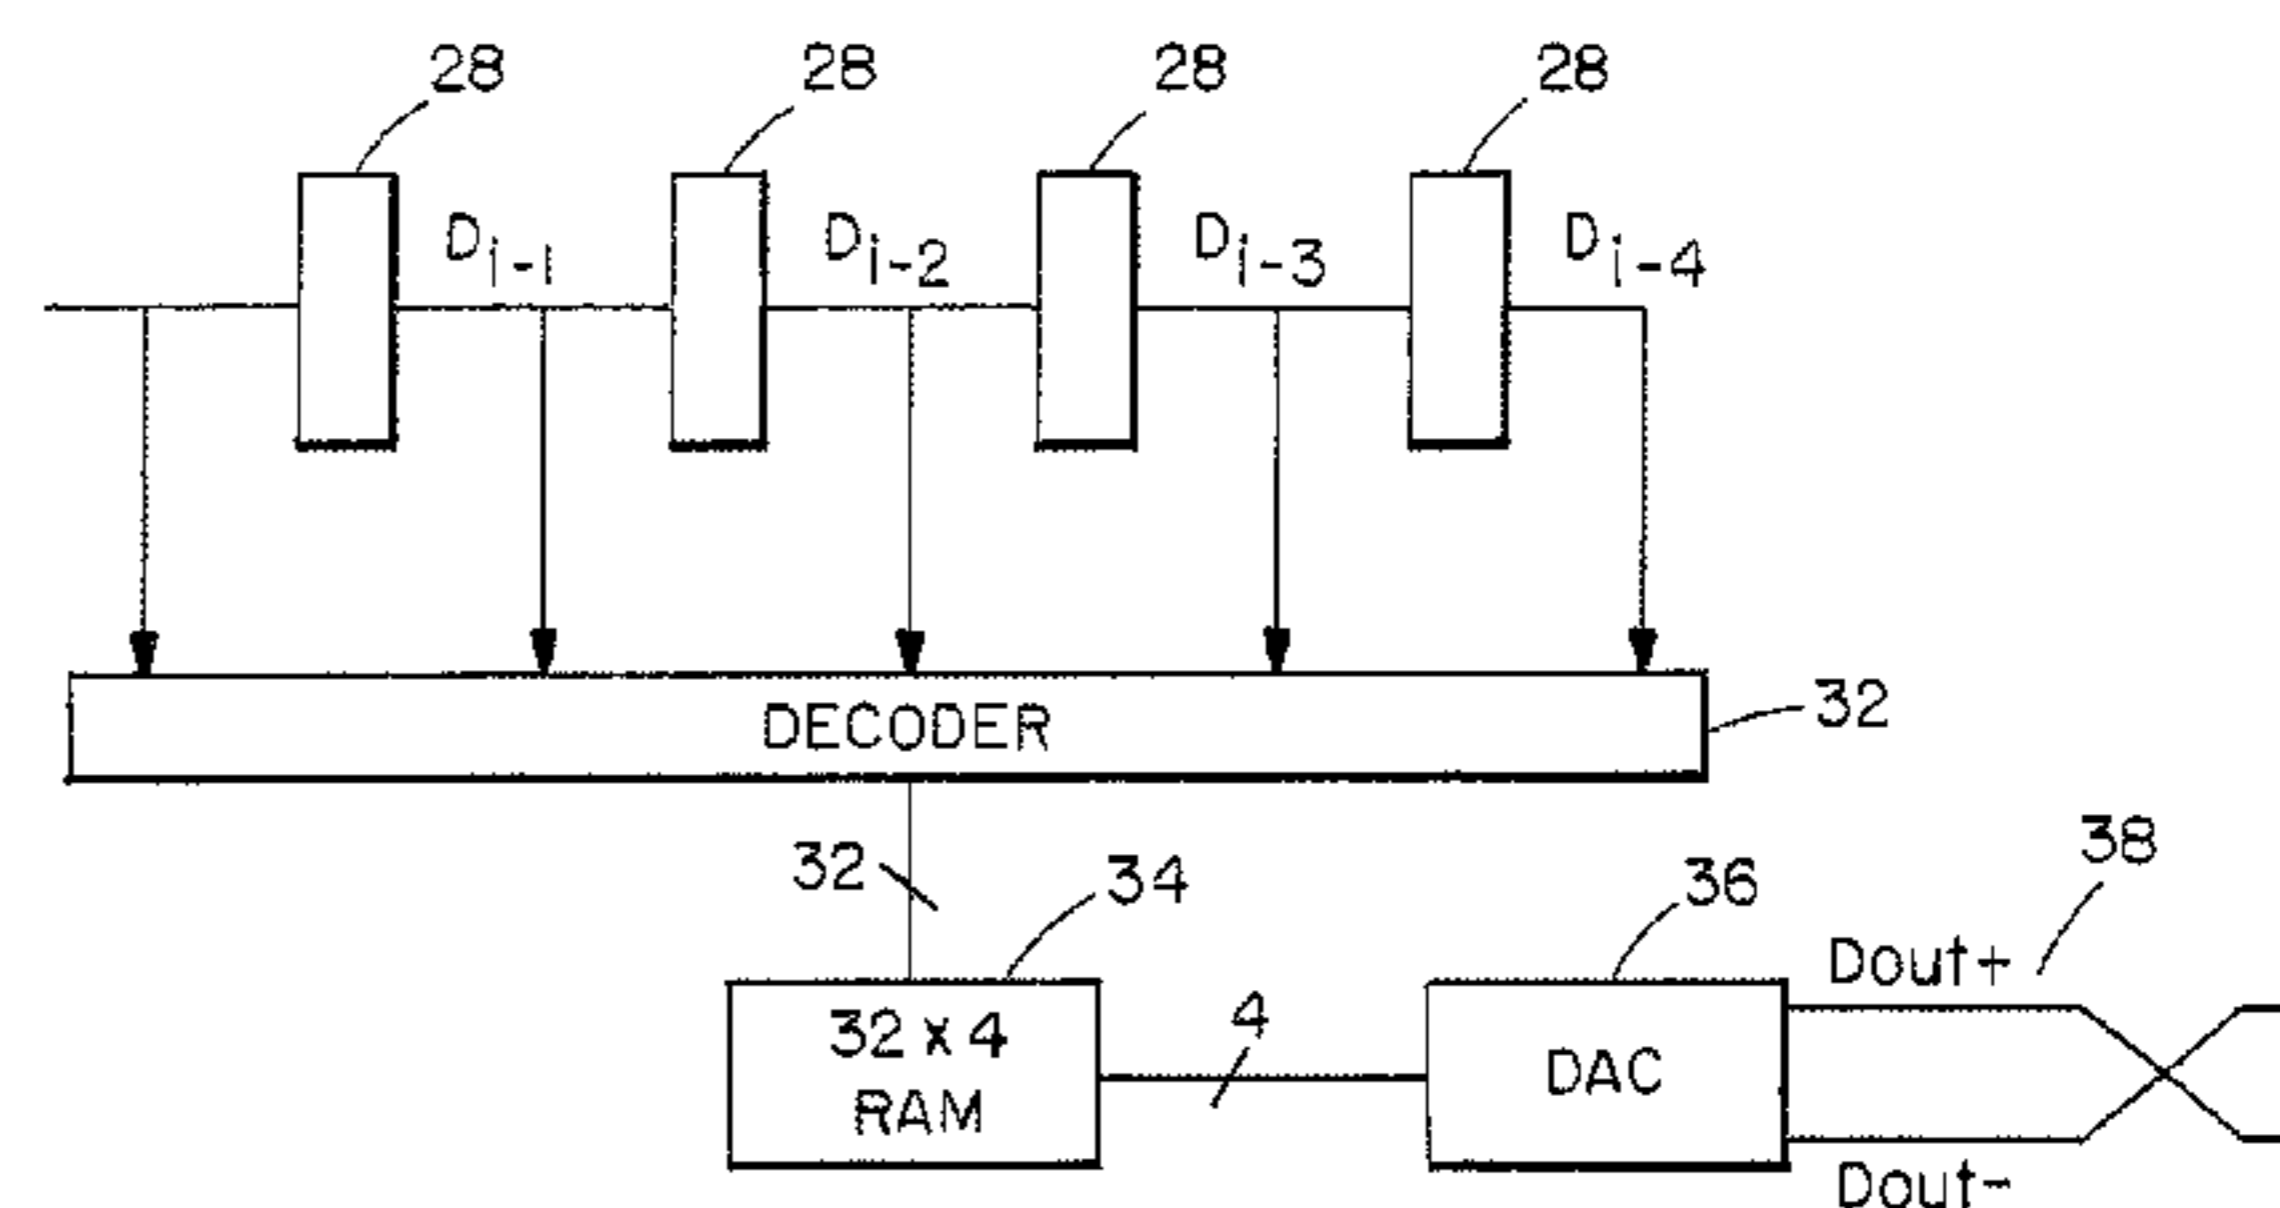 28 28 28 28
Di-1 Di-2 Di-3 Di-4
DECODER 32
32 34 36 38
32 x 4
RAM
4
DAC
Dout+
Dout-